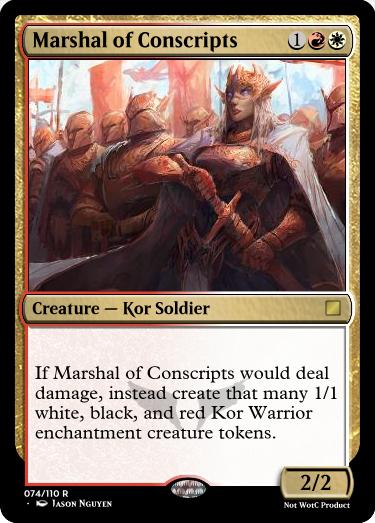 Marshal of Conscripts 1
Creature — Kor Soldier
If Marshal of Conscripts would deal
damage, instead create that many 1/1
white, black, and red Kor Warrior
enchantment creature tokens.
2/2
074/110 R
· Jason Nguyen
Not WotC Product